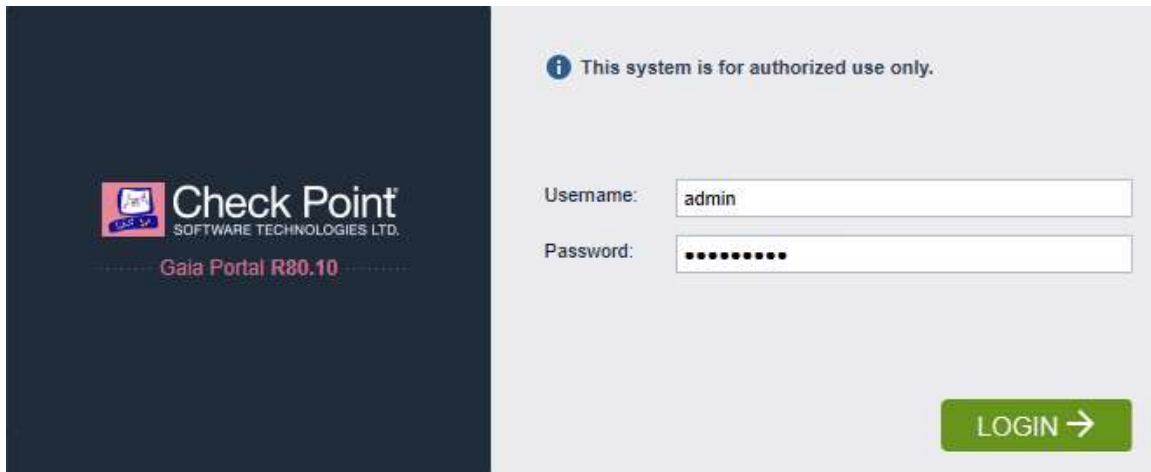 This system is for authorized use only.
Check Point
SOFTWARE TECHNOLOGIES LTD.
Gaia Portal R80.10
Username:
admin
Password:
•••••••••
LOGIN →